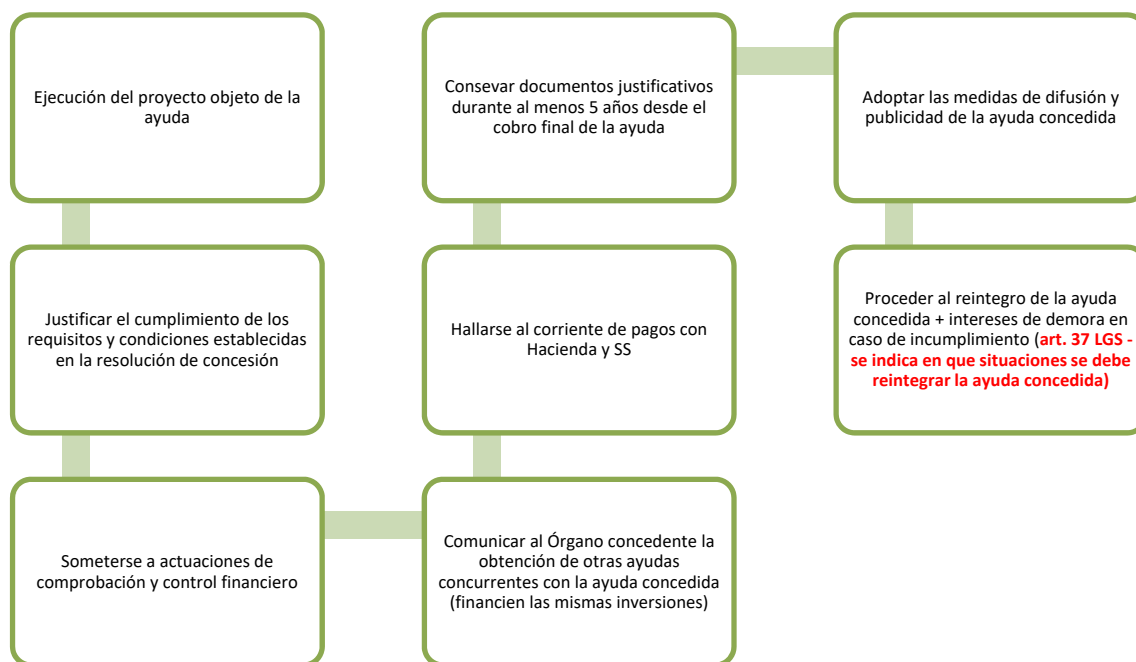 Ejecución del proyecto objeto de la
ayuda
Justificar el cumplimiento de los
requisitos y condiciones establecidas
en la resolución de concesión
Someterse a actuaciones de
comprobación y control financiero
Comunicar al Órgano concedente la
obtención de otras ayudas
concurrentes con la ayuda concedida
(financien las mismas inversiones)
Hallarse al corriente de pagos con
Hacienda y SS
Consevar documentos justificativos
durante al menos 5 años desde el
cobro final de la ayuda
Adoptar las medidas de difusión y
publicidad de la ayuda concedida
Proceder al reintegro de la ayuda
concedida + intereses de demora en
caso de incumplimiento (art. 37 LGS -
se indica en que situaciones se debe
reintegrar la ayuda concedida)